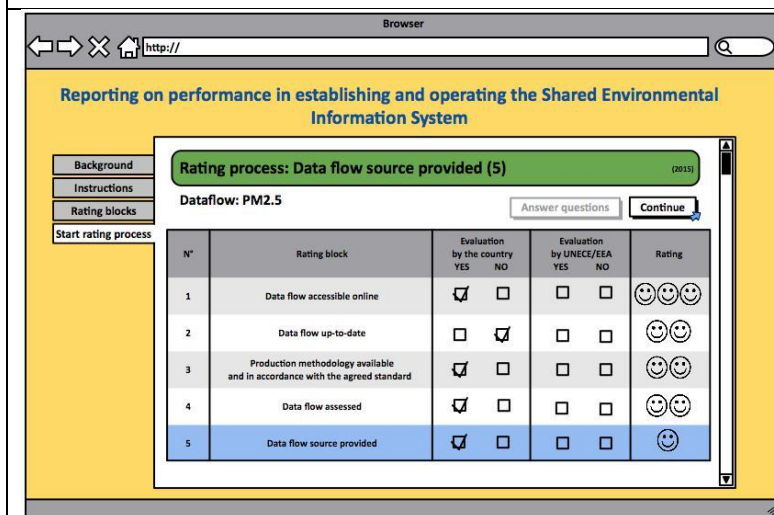 Browser
http://
Reporting on performance in establishing and operating the Shared Environmental
Information System
Background
Instructions
Rating blocks
Start rating process
Rating process: Data flow source provided (5)
(2015)
Dataflow: PM2.5
Answer questions
Continue
N°
Rating block
Evaluation
by the country
YES NO
Evaluation
by UNECE/EEA
YES NO
Rating
1
Data flow accessible online
2
Data flow up-to-date
3
Production methodology available
and in accordance with the agreed standard
4
Data flow assessed
5
Data flow source provided